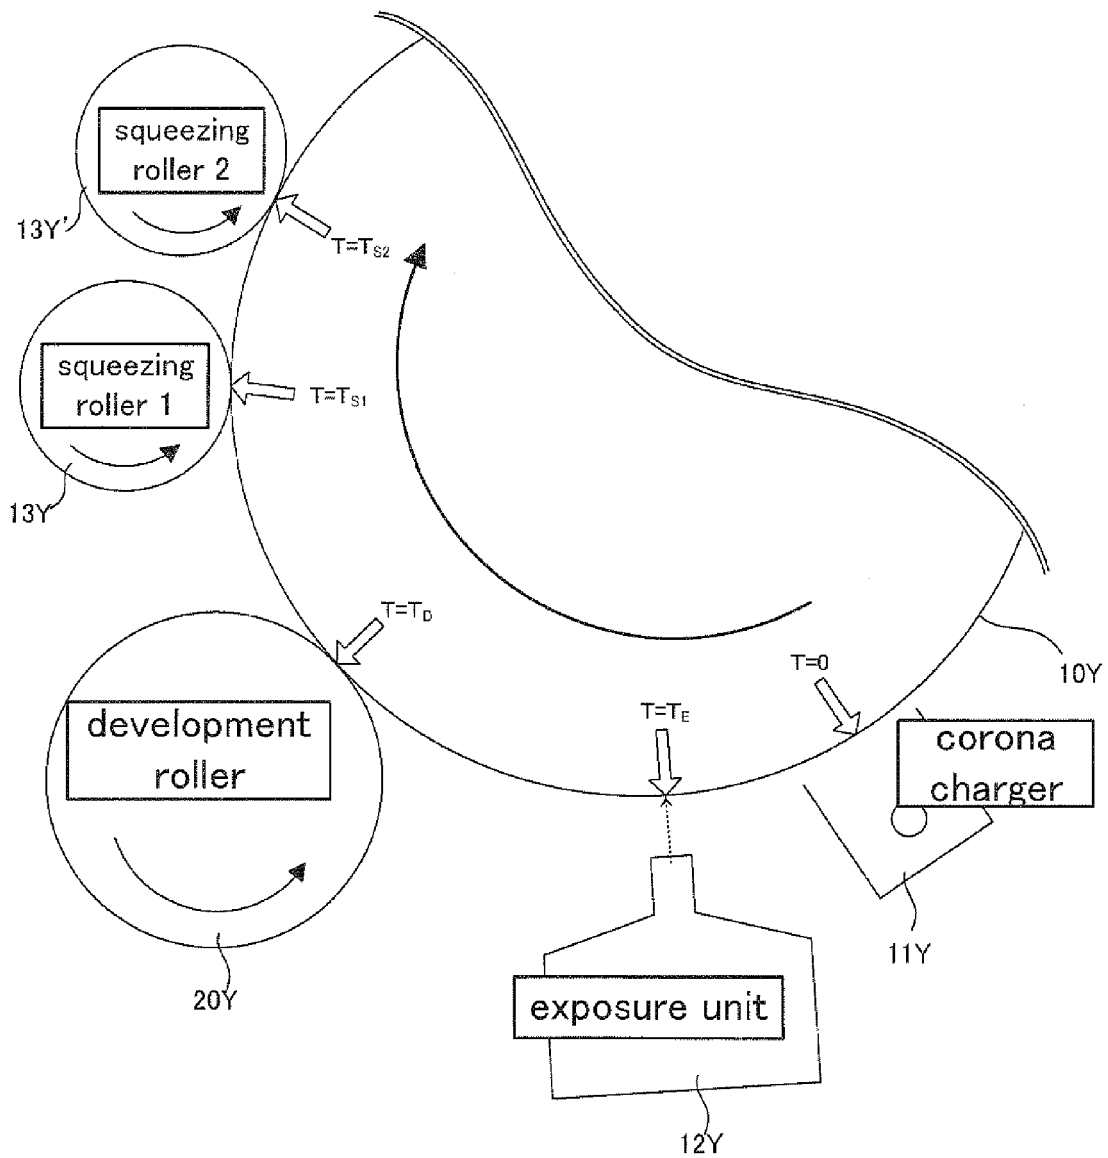 squeezing
roller 2
13Y'
T=TS2
squeezing
roller 1
T=TS1
13Y
T=TD
T=0
10Y
T=TE
development
roller
corona
charger
11Y
20Y
exposure unit
12Y